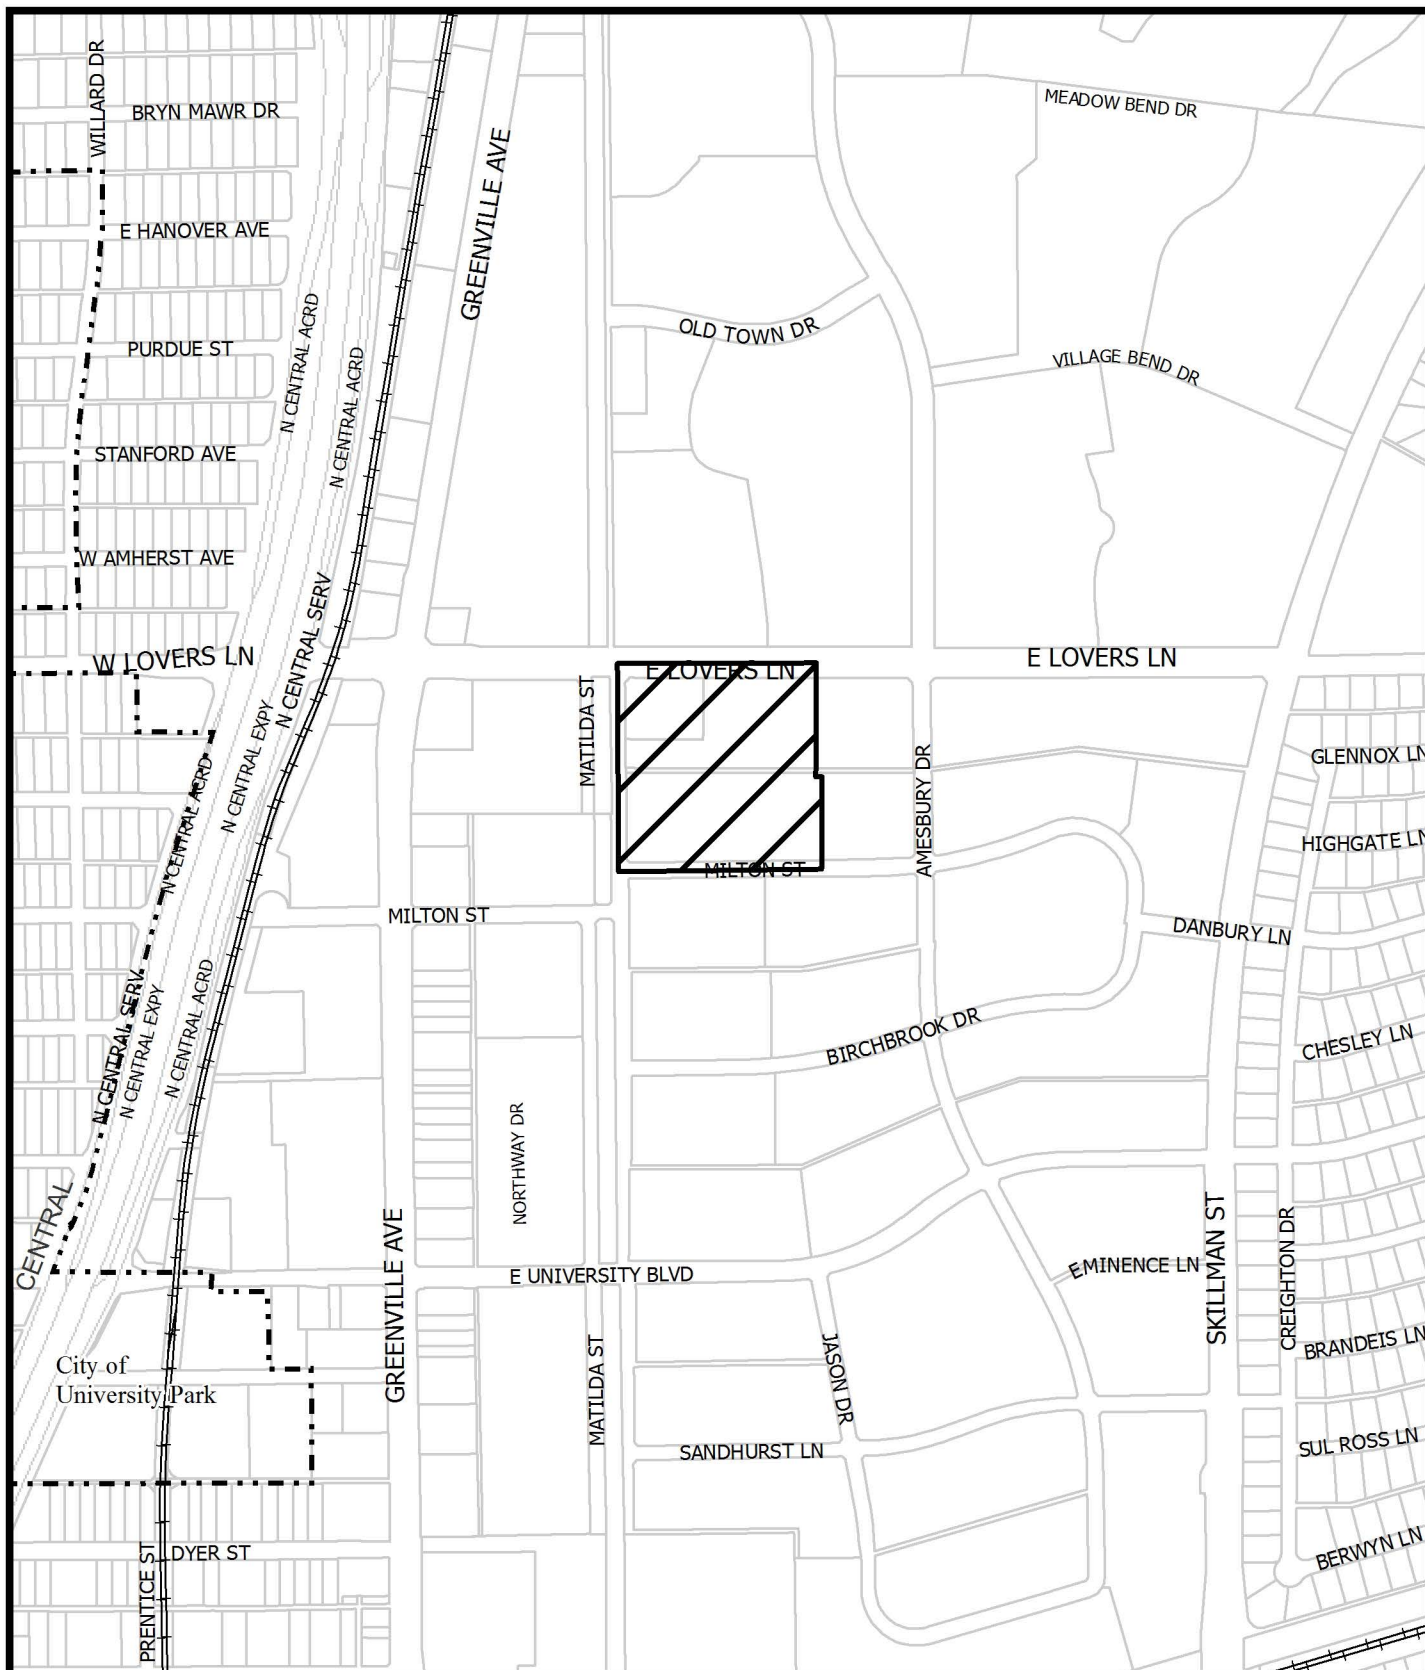 WILLARD DR
BRYN MAWR DR
MEADOW BEND DR
GREENVILLE AVE
E HANOVER AVE
N CENTRAL ACRD
OLD TOWN DR
PURDUE ST
N CENTRAL ACRD
VILLAGE BEND DR
STANFORD AVE
W AMHERST AVE
N CENTRAL SERV
W LOVERS LN
E LOVERS LN
E LOVERS LN
MATILDA ST
N CENTRAL EXPY
N CENTRAL ACRD
AMESBURY DR
GLENNOX LN
HIGHGATE LN
MILTON ST
MILTON ST
DANBURY LN
N CENTRAL SERV
N CENTRAL EXPY
N CENTRAL ACRD
BIRCHBROOK DR
CHESLEY LN
NORTHWAY DR
CENTRAL
GREENVILLE AVE
E UNIVERSITY BLVD
EMINENCE LN
SKILLMAN ST
CREIGHTON DR
City of
University Park
MATILDA ST
JASON DR
BRANDEIS LN
SANDHURST LN
SUL ROSS LN
PRENTICE ST
DYER ST
BERWYN LN